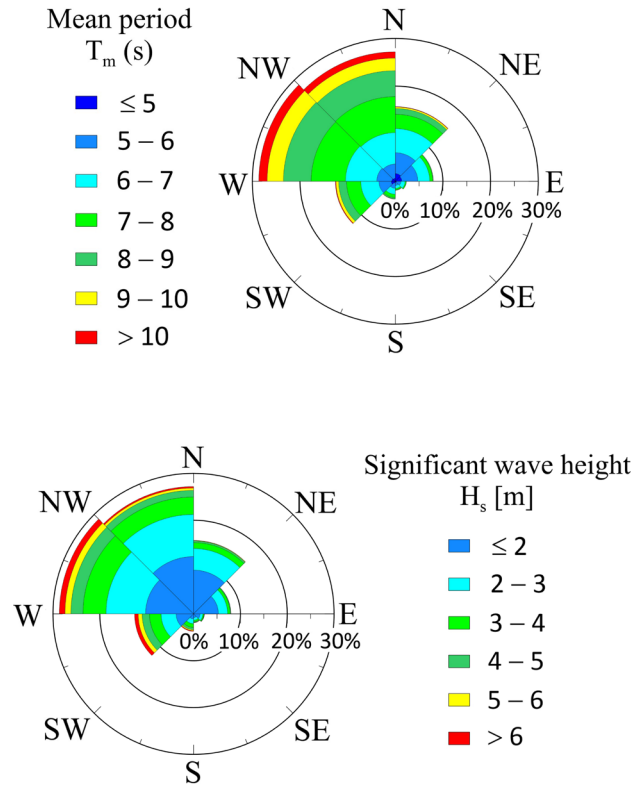 Mean period
Tₘ (s)
≤ 5
5 – 6
6 – 7
7 – 8
8 – 9
9 – 10
> 10
N
NW
NE
W
E
0% 10% 20% 30%
SW
SE
S
Significant wave height
Hₛ [m]
≤ 2
2 – 3
3 – 4
4 – 5
5 – 6
> 6
N
NW
NE
W
E
0% 10% 20% 30%
SW
SE
S